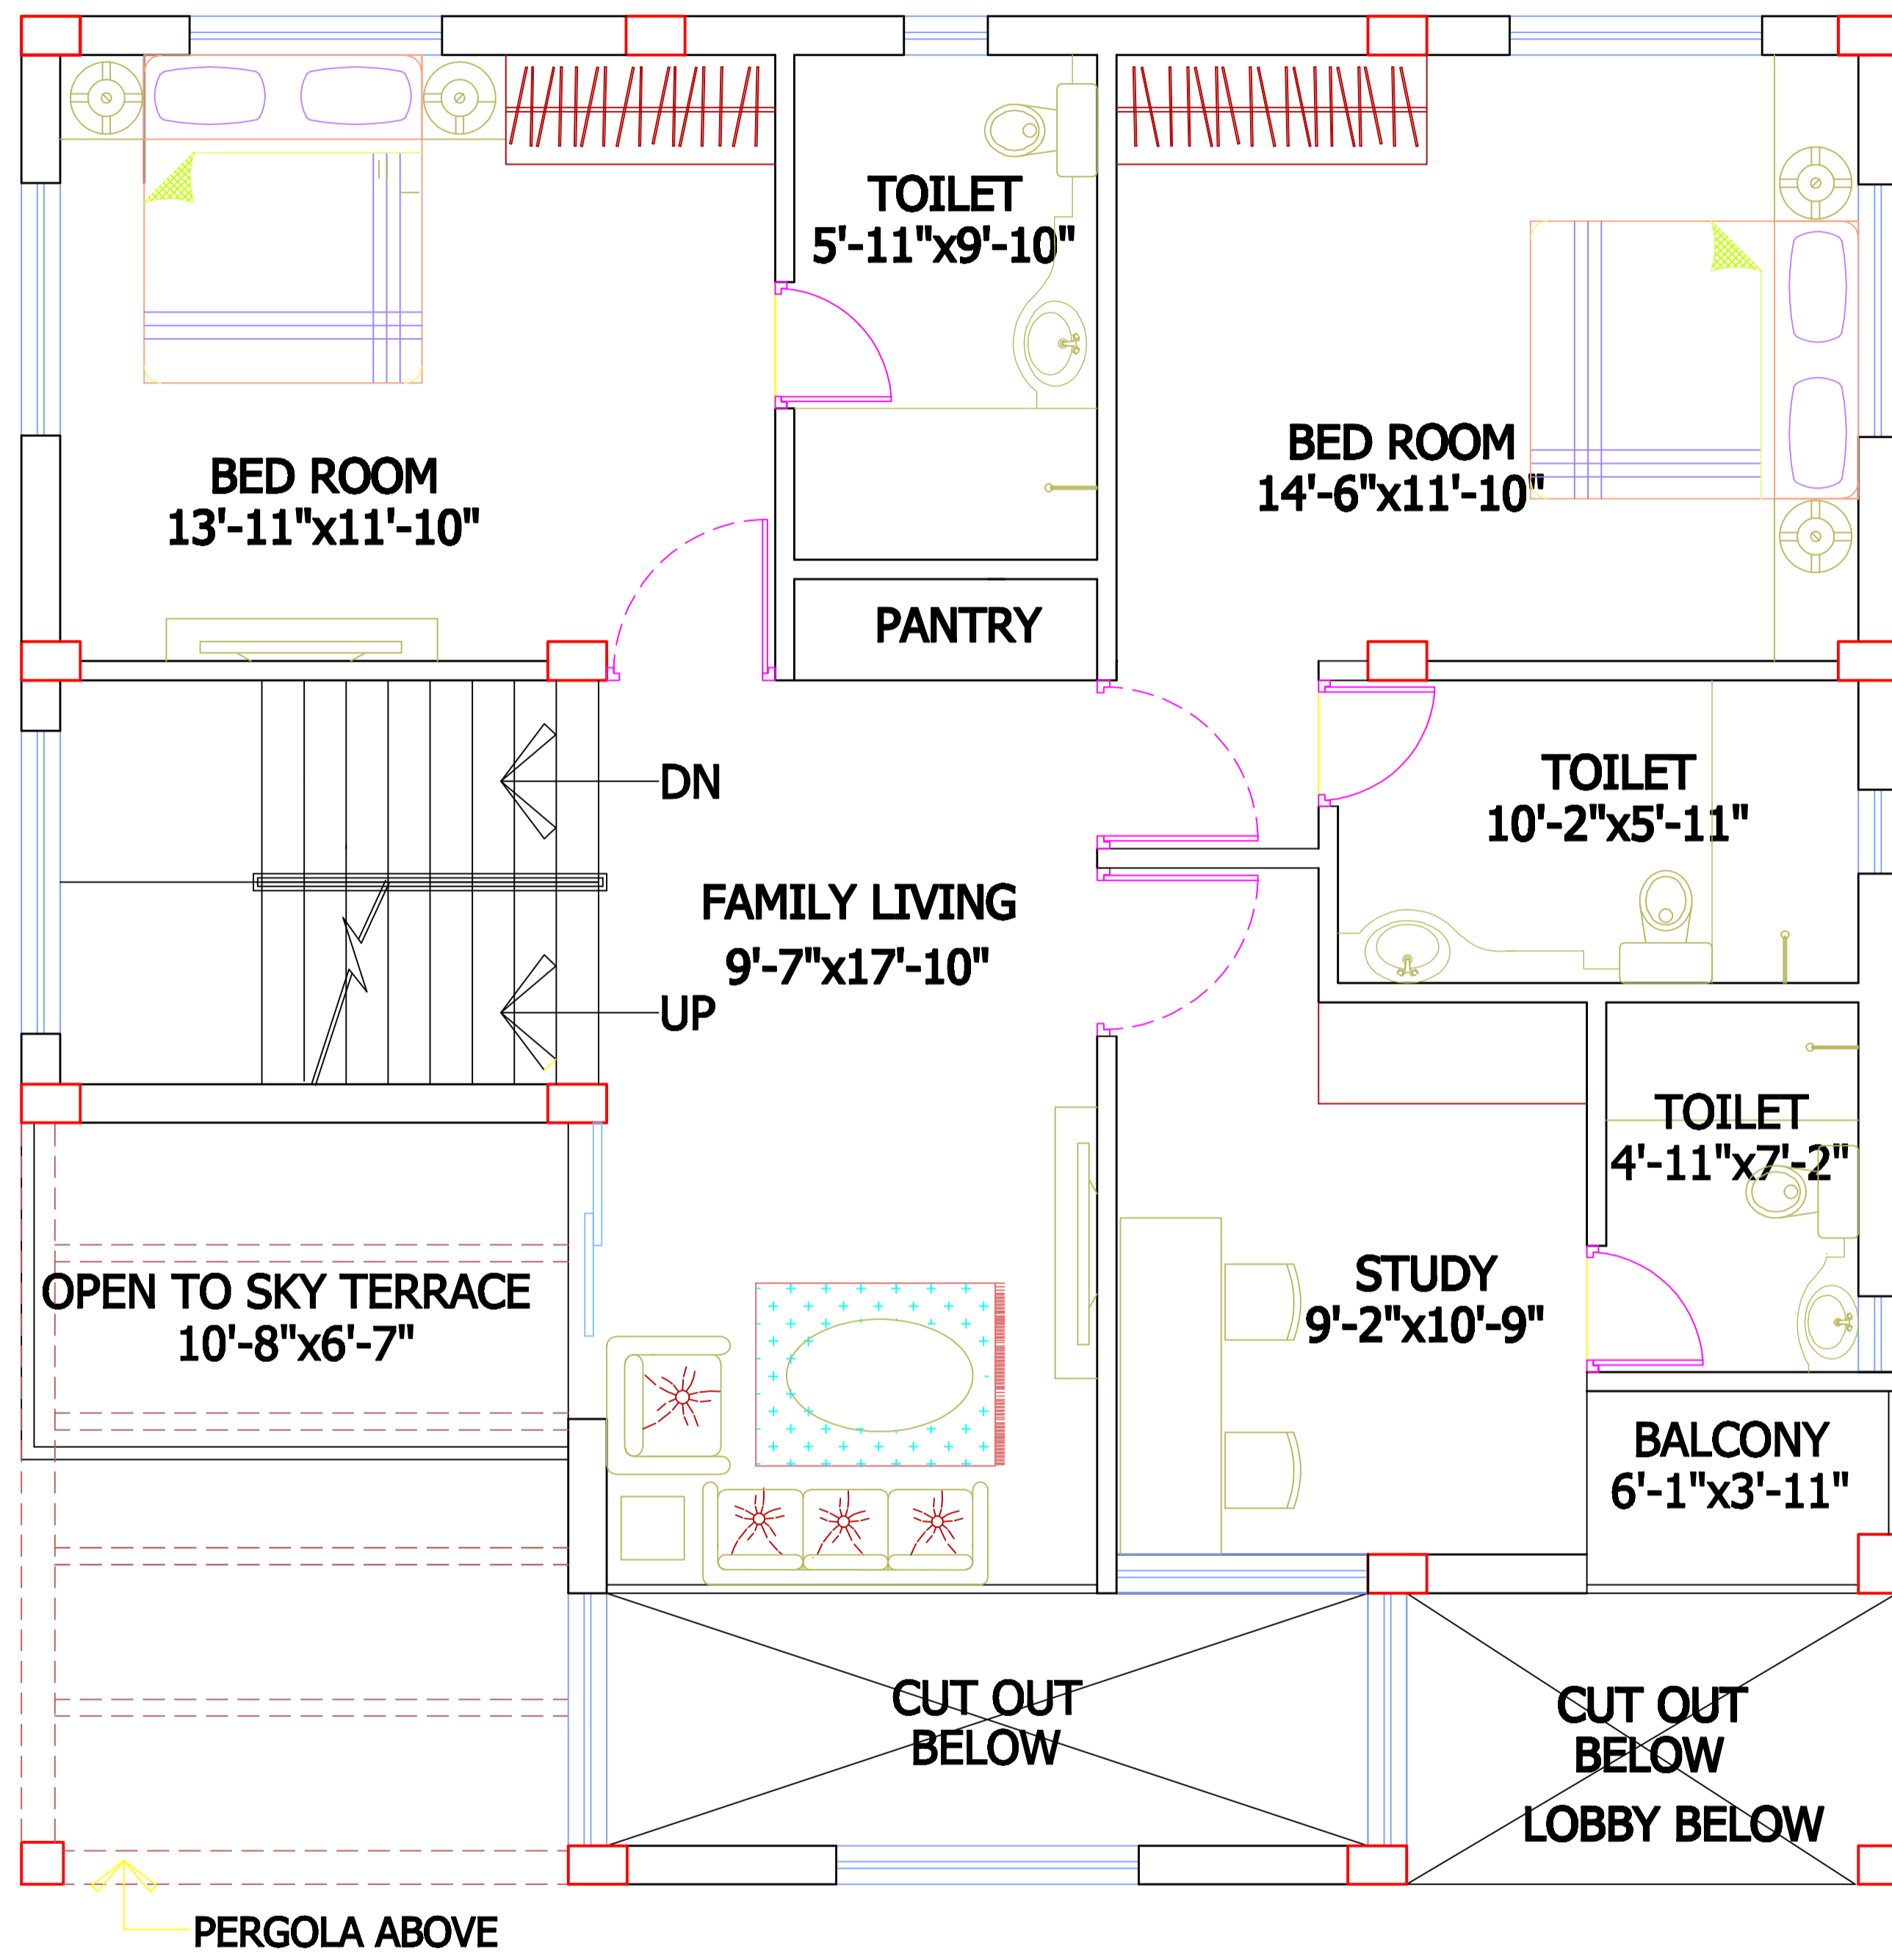 TOILET
5'-11"x9'-10"
BED ROOM
14'-6"x11'-10"
BED ROOM
13'-11"x11'-10"
PANTRY
DN
TOILET
10'-2"x5'-11"
FAMILY LIVING
9'-7"x17'-10"
UP
TOILET
4'-11"x7'-2"
OPEN TO SKY TERRACE
10'-8"x6'-7"
STUDY
9'-2"x10'-9"
BALCONY
6'-1"x3'-11"
CUT OUT
BELOW
CUT OUT
BELOW
LOBBY BELOW
PERGOLA ABOVE